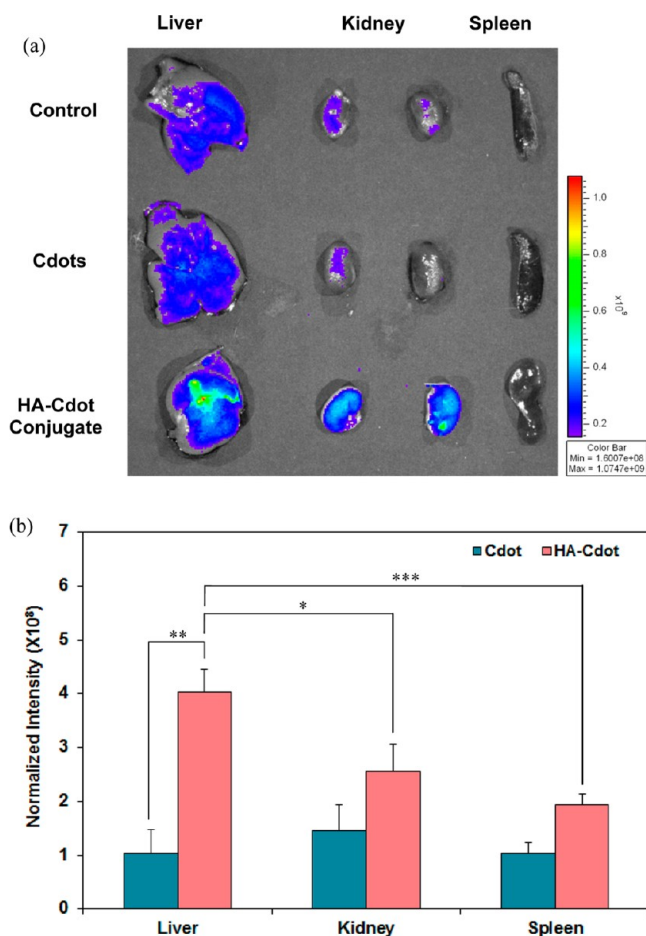 Liver Kidney Spleen
(a)
Control
Cdots
HA-Cdot
Conjugate
1.0
0.8
0.6
0.4
0.2
x10⁹
Color Bar
Min = 1.6007e+08
Max = 1.0747e+09
(b)
Normalized Intensity (X10⁸)
7
6
5
4
3
2
1
0
Cdot HA-Cdot
***
*
**
Liver Kidney Spleen